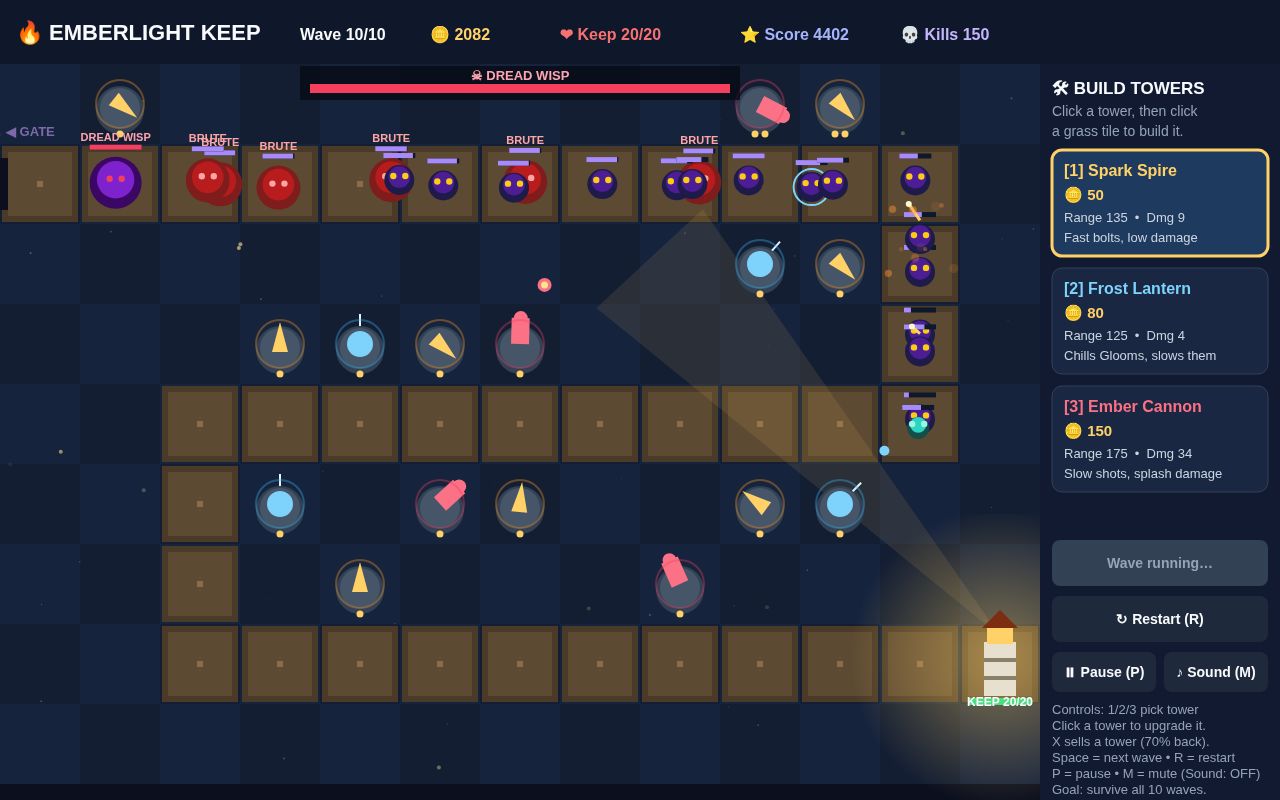 🔥 EMBERLIGHT KEEP
Wave 10/10
🪙 2082
❤ Keep 20/20
⭐ Score 4402
💀 Kills 150
☠ DREAD WISP
◀ GATE
DREAD WISP
BRUTE
BRUTE
BRUTE
BRUTE
BRUTE
BRUTE
KEEP 20/20
🛠 BUILD TOWERS
Click a tower, then click
a grass tile to build it.
[1] Spark Spire
🪙 50
Range 135 • Dmg 9
Fast bolts, low damage
[2] Frost Lantern
🪙 80
Range 125 • Dmg 4
Chills Glooms, slows them
[3] Ember Cannon
🪙 150
Range 175 • Dmg 34
Slow shots, splash damage
Wave running…
↻ Restart (R)
⏸ Pause (P)
♪ Sound (M)
Controls: 1/2/3 pick tower
Click a tower to upgrade it.
X sells a tower (70% back).
Space = next wave • R = restart
P = pause • M = mute (Sound: OFF)
Goal: survive all 10 waves.